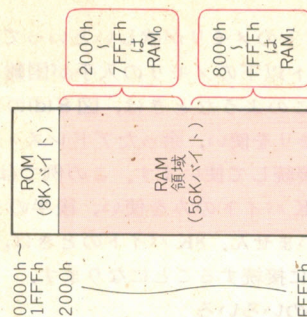 0000h～
1FFFh
ROM
(8Kバイト)
2000h
RAM
領域
(56Kバイト)
FFFFh
2000h
～
7FFFh
は
RAM₀
8000h
～
FFFFh
は
RAM₁